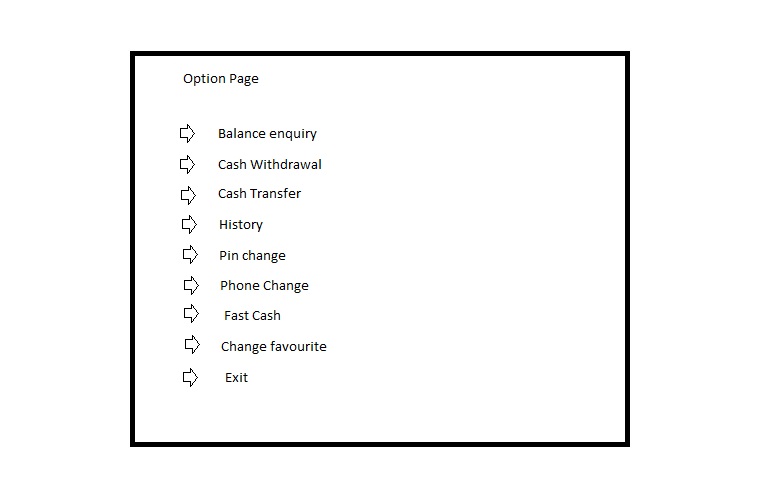 Option Page
Balance enquiry
Cash Withdrawal
Cash Transfer
History
Pin change
Phone Change
Fast Cash
Change favourite
Exit